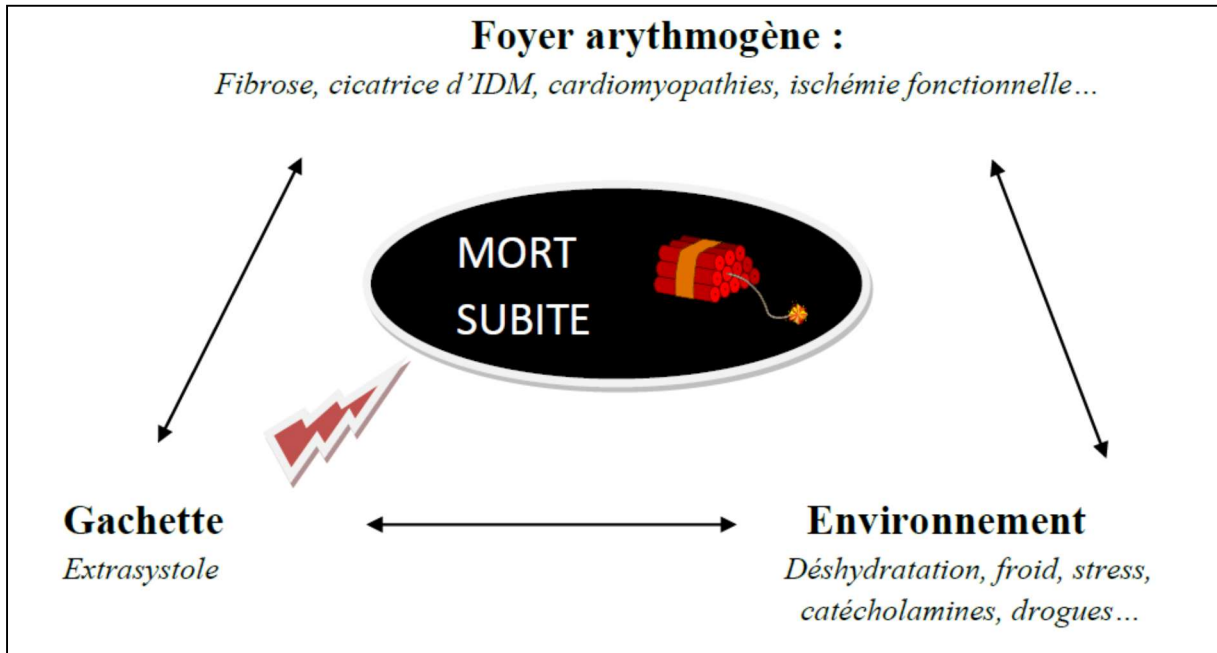 Foyer arythmogène :
Fibrose, cicatrice d’IDM, cardiomyopathies, ischémie fonctionnelle…
MORT
SUBITE
Gachette
Extrasystole
Environnement
Déshydratation, froid, stress,
catécholamines, drogues…